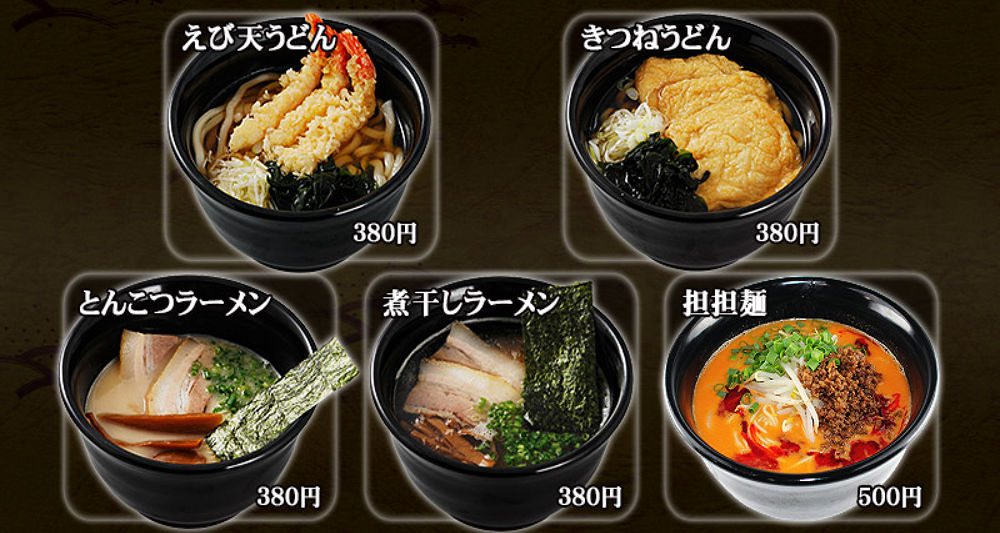 えび天うどん
380円
きつねうどん
380円
とんこつラーメン
380円
煮干しラーメン
380円
担担麺
500円